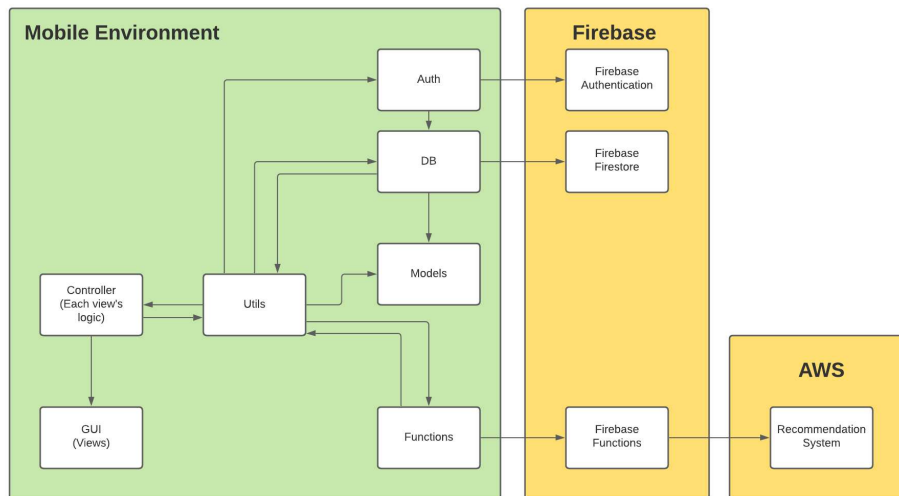 Mobile Environment
Firebase
Auth
Firebase
Authentication
DB
Firebase
Firestore
Models
Controller
(Each view's
logic)
Utils
AWS
GUI
(Views)
Functions
Firebase
Functions
Recommendation
System